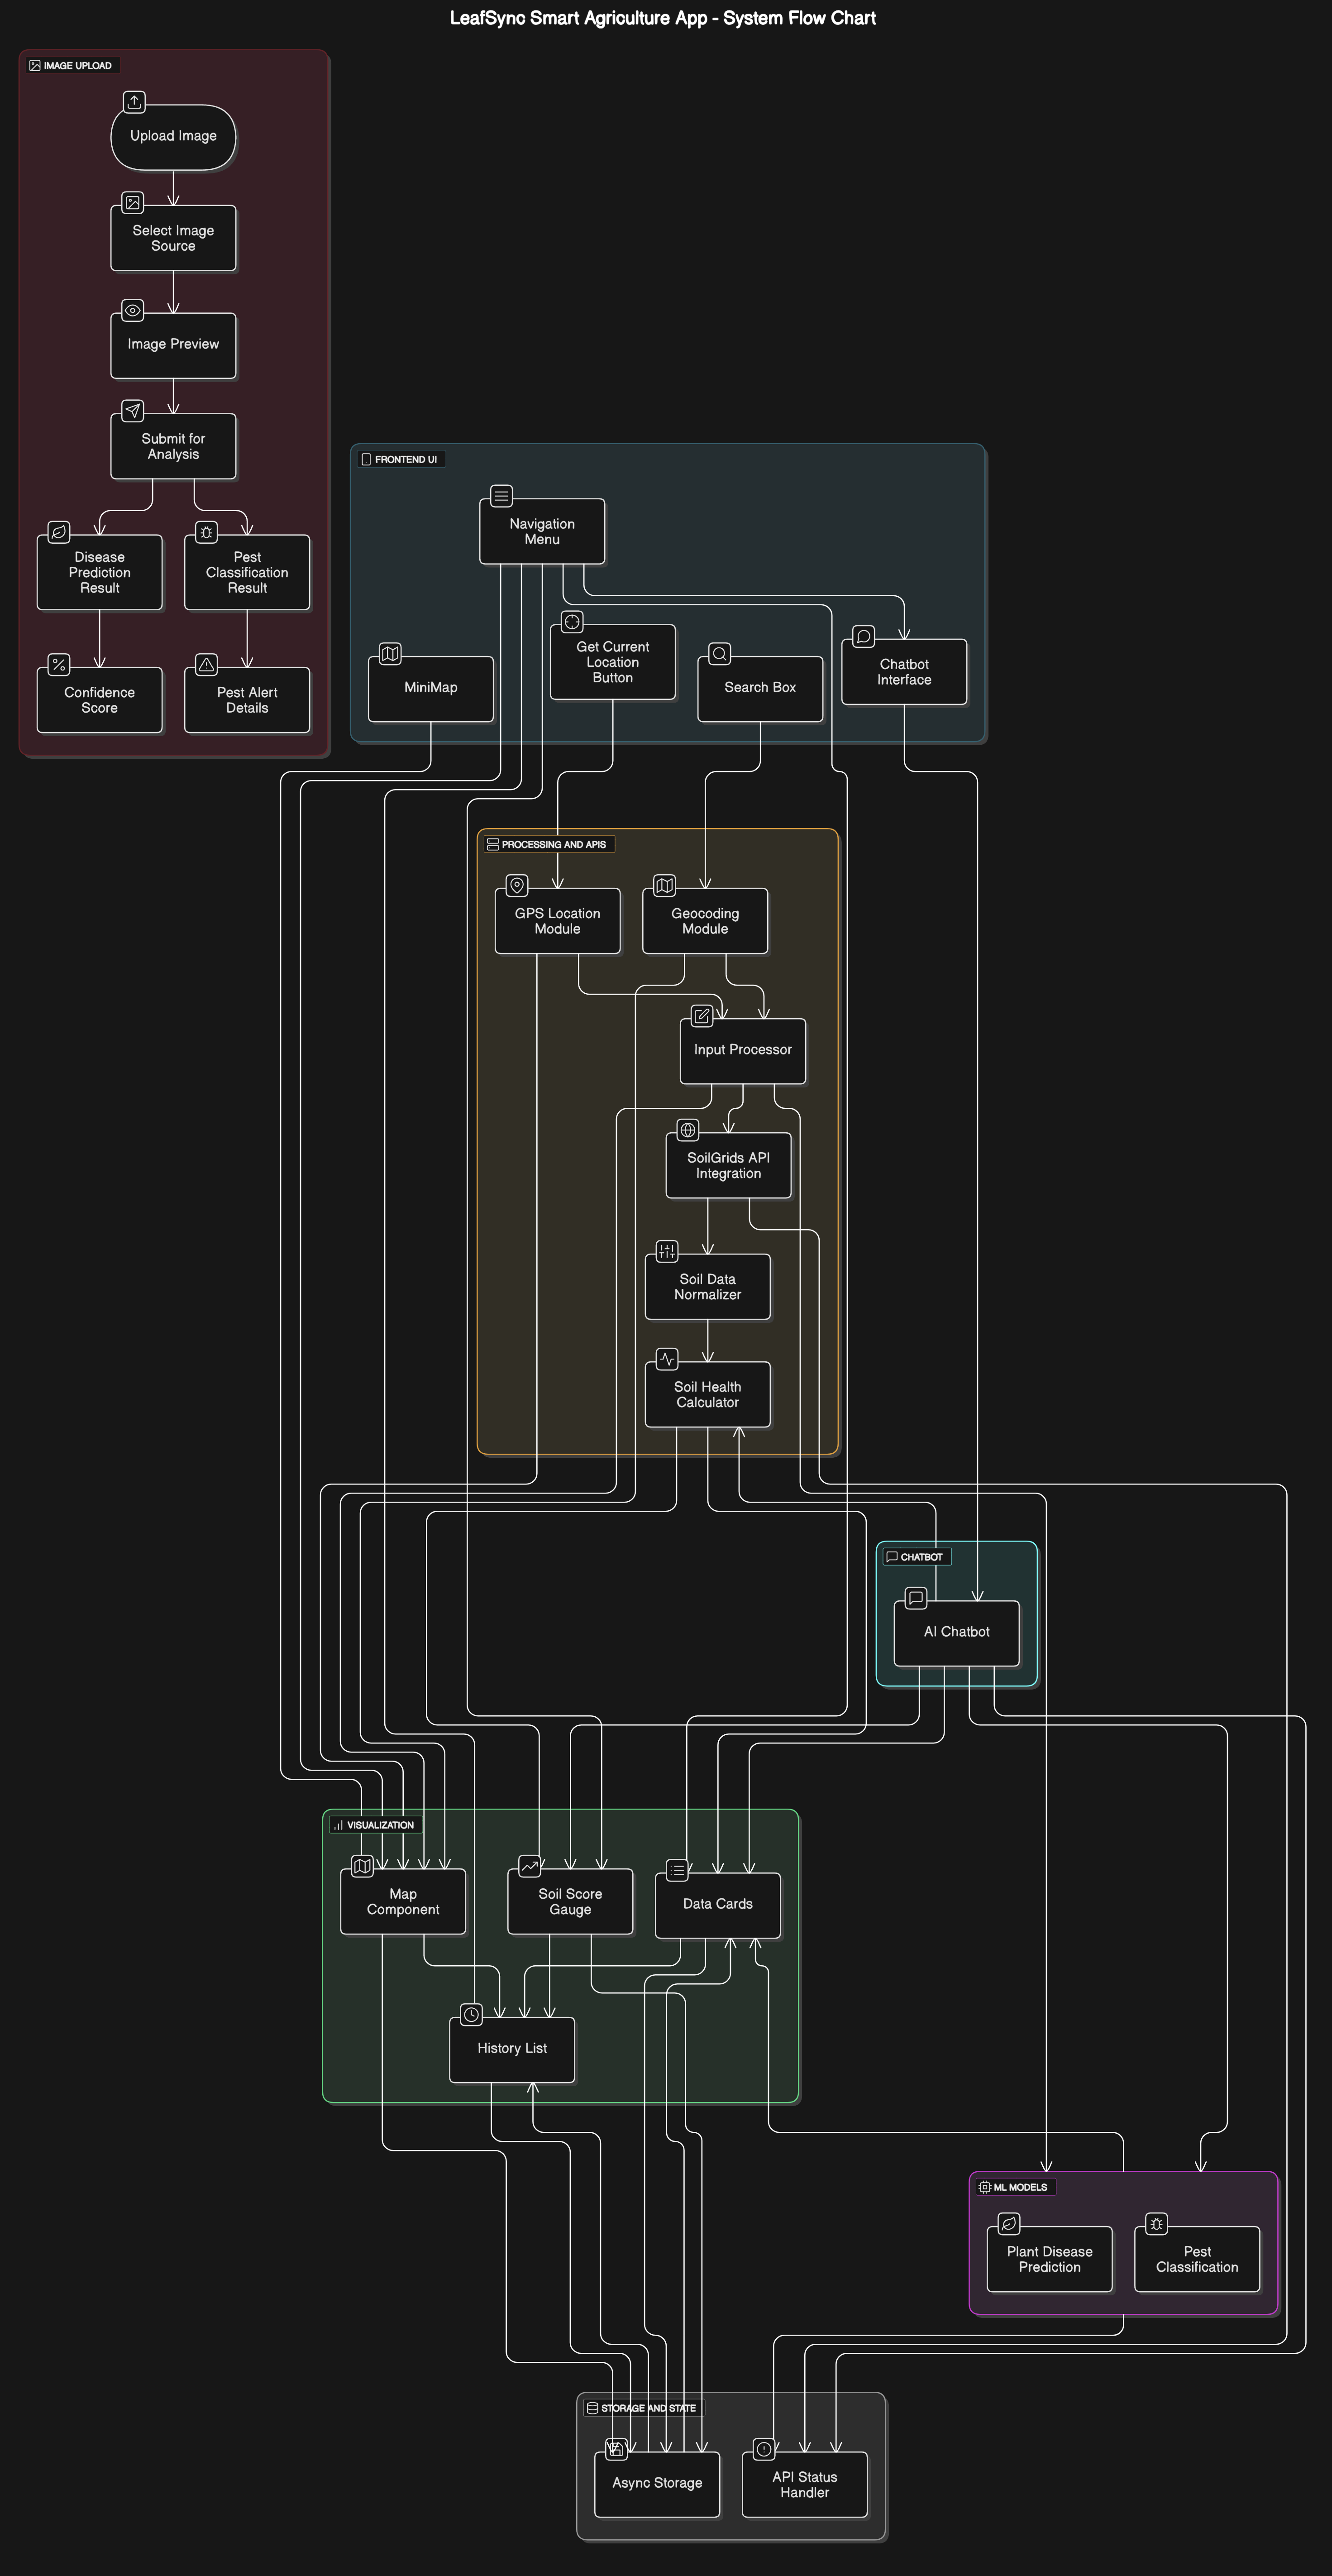 LeafSync Smart Agriculture App - System Flow Chart
IMAGE UPLOAD
Upload Image
Select Image
Source
Image Preview
Submit for
Analysis
Disease
Prediction
Result
Pest
Classification
Result
Confidence
Score
Pest Alert
Details
FRONTEND UI
Navigation
Menu
MiniMap
Get Current
Location
Button
Search Box
Chatbot
Interface
PROCESSING AND APIS
GPS Location
Module
Geocoding
Module
Input Processor
SoilGrids API
Integration
Soil Data
Normalizer
Soil Health
Calculator
CHATBOT
AI Chatbot
VISUALIZATION
Map
Component
Soil Score
Gauge
Data Cards
History List
ML MODELS
Plant Disease
Prediction
Pest
Classification
STORAGE AND STATE
Async Storage
API Status
Handler